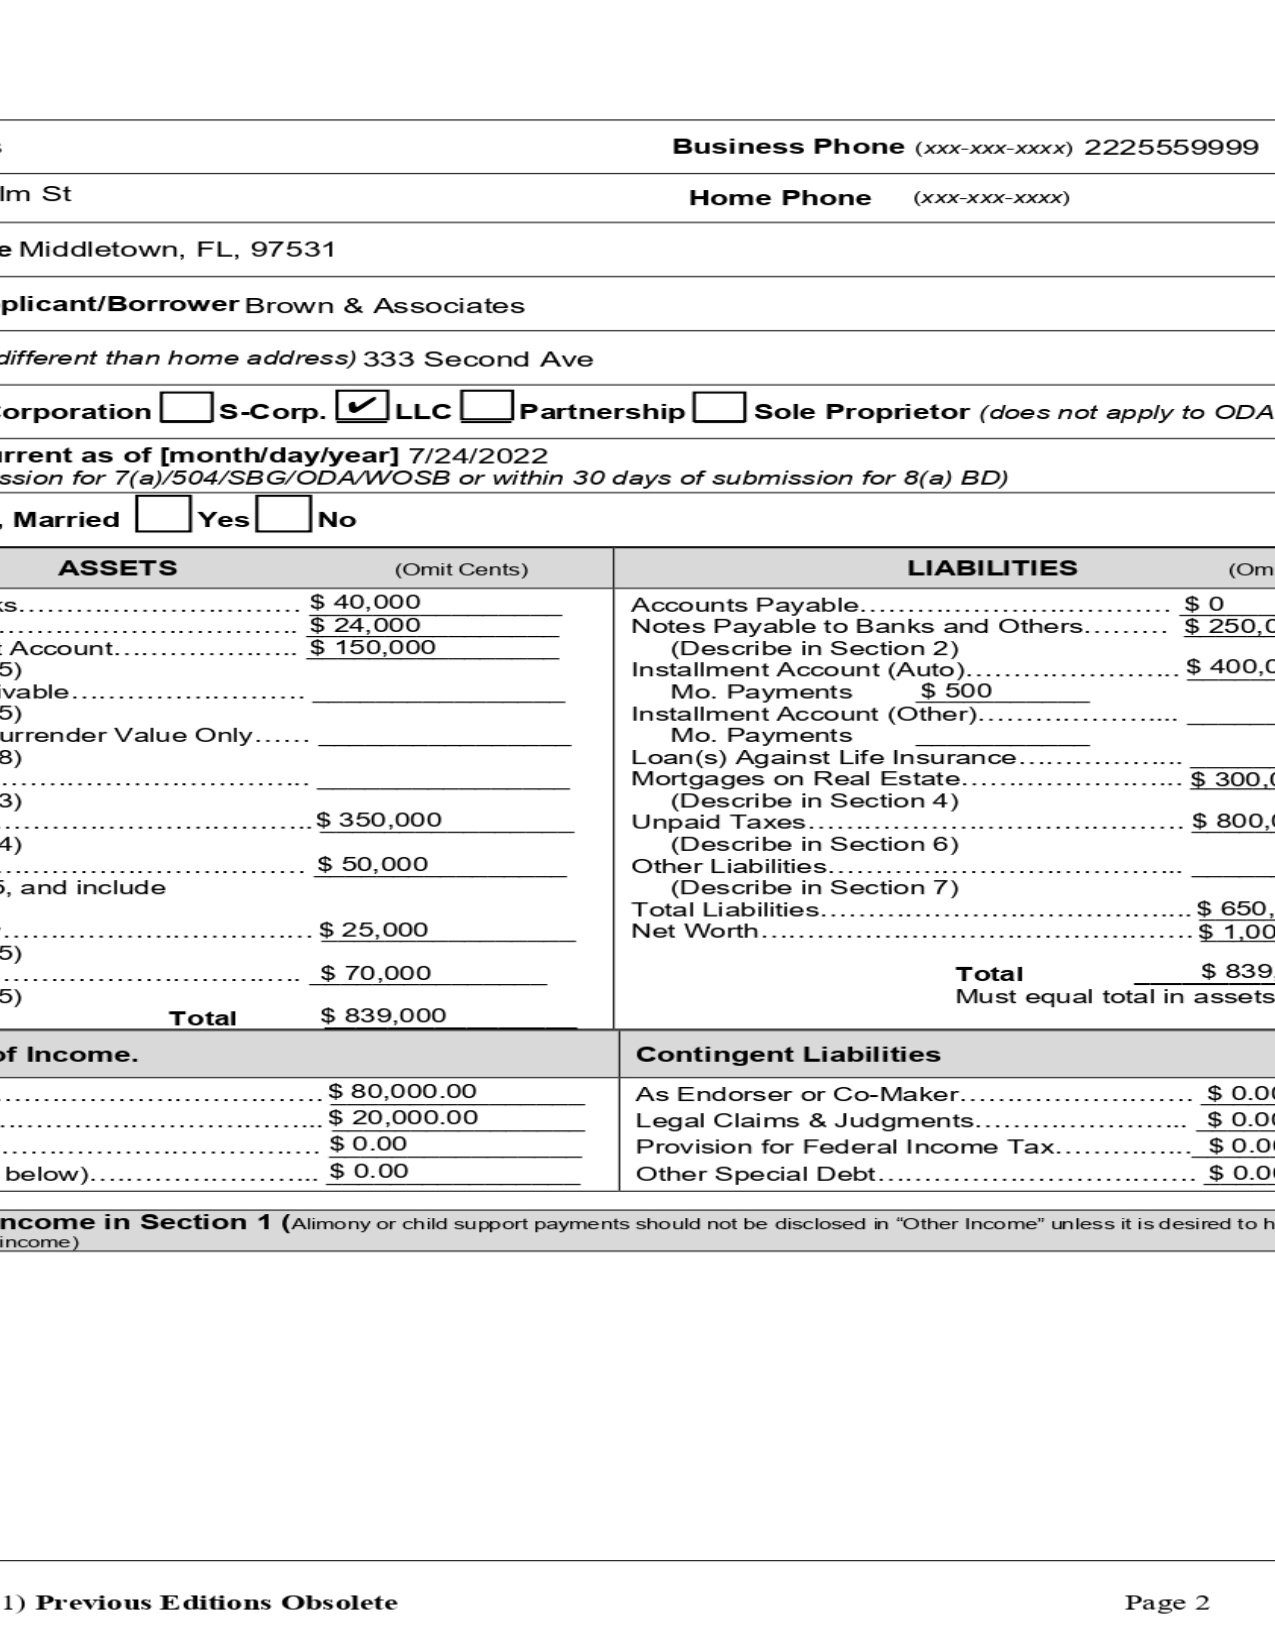 s Business Phone (xxx-xxx-xxxx) 2225559999
lm St Home Phone (xxx-xxx-xxxx)
e Middletown, FL, 97531
plicant/Borrower Brown & Associates
different than home address) 333 Second Ave
orporation S-Corp. ✔ LLC Partnership Sole Proprietor (does not apply to ODA
rrent as of [month/day/year] 7/24/2022
ssion for 7(a)/504/SBG/ODA/WOSB or within 30 days of submission for 8(a) BD)
, Married Yes No
ASSETS (Omit Cents) LIABILITIES (Om
ks.............................. $ 40,000 Accounts Payable.............................. $ 0
.............................. $ 24,000 Notes Payable to Banks and Others......... $ 250,0
t Account.................... $ 150,000 (Describe in Section 2)
5) Installment Account (Auto)...................... $ 400,0
ivable........................ Mo. Payments $ 500
5) Installment Account (Other).....................
urrender Value Only...... Mo. Payments
8) Loan(s) Against Life Insurance.................
.............................. Mortgages on Real Estate....................... $ 300,0
3) (Describe in Section 4)
.............................. $ 350,000 Unpaid Taxes....................................... $ 800,0
4) (Describe in Section 6)
.............................. $ 50,000 Other Liabilities.....................................
5, and include (Describe in Section 7)
.............................. $ 25,000 Total Liabilities....................................... $ 650,
5) Net Worth............................................. $ 1,00
.............................. $ 70,000 Total $ 839,
5) Must equal total in assets
Total $ 839,000
of Income. Contingent Liabilities
.............................. $ 80,000.00 As Endorser or Co-Maker........................ $ 0.00
.............................. $ 20,000.00 Legal Claims & Judgments...................... $ 0.00
.............................. $ 0.00 Provision for Federal Income Tax.............. $ 0.00
below)........................ $ 0.00 Other Special Debt................................. $ 0.00
ncome in Section 1 (Alimony or child support payments should not be disclosed in “Other Income” unless it is desired to h
income)
1) Previous Editions Obsolete Page 2